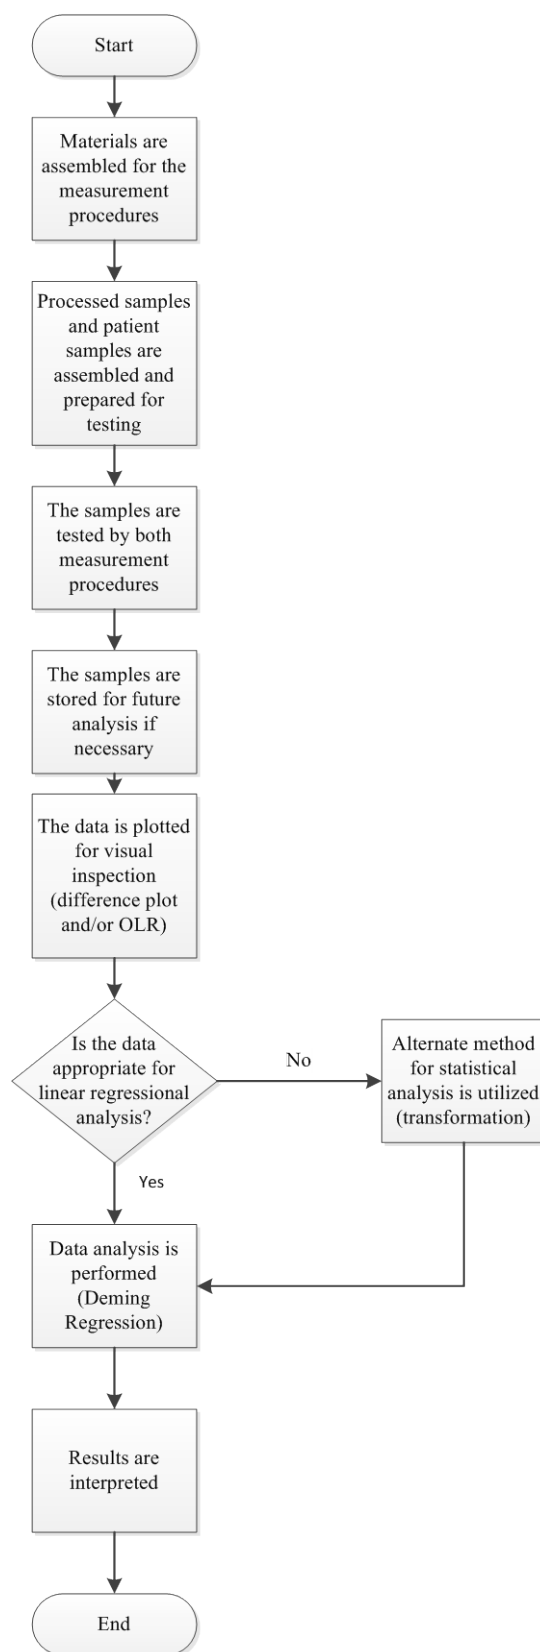 Start
Materials are
assembled for the
measurement
procedures
Processed samples
and patient
samples are
assembled and
prepared for
testing
The samples are
tested by both
measurement
procedures
The samples are
stored for future
analysis if
necessary
The data is plotted
for visual
inspection
(difference plot
and/or OLR)
Is the data
appropriate for
linear regressional
analysis?
No
Alternate method
for statistical
analysis is utilized
(transformation)
Yes
Data analysis is
performed
(Deming
Regression)
Results are
interpreted
End